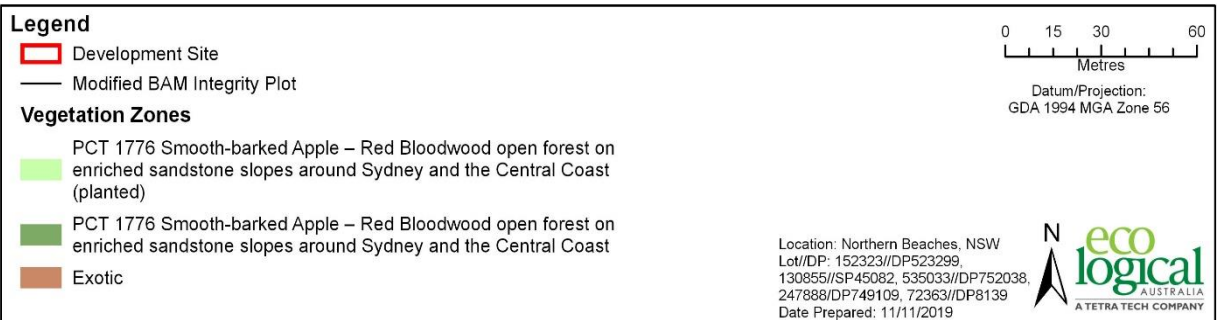 Legend
Development Site
Modified BAM Integrity Plot
Vegetation Zones
PCT 1776 Smooth-barked Apple – Red Bloodwood open forest on
enriched sandstone slopes around Sydney and the Central Coast
(planted)
PCT 1776 Smooth-barked Apple – Red Bloodwood open forest on
enriched sandstone slopes around Sydney and the Central Coast
Exotic
0 15 30 60
Metres
Datum/Projection:
GDA 1994 MGA Zone 56
Location: Northern Beaches, NSW
Lot//DP: 152323//DP523299,
130855//SP45082, 535033//DP752038,
247888/DP749109, 72363//DP8139
Date Prepared: 11/11/2019
N
eco
logical
AUSTRALIA
A TETRA TECH COMPANY